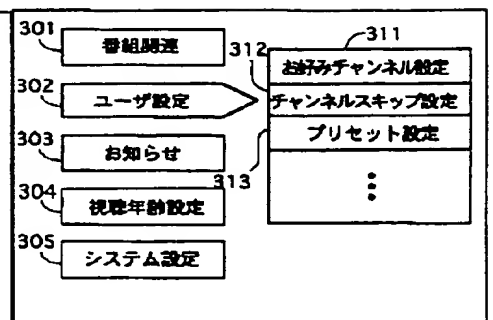 301
番組関連
302
ユーザ設定
303
お知らせ
304
視聴年齢設定
305
システム設定
311
お好みチャンネル設定
312
チャンネルスキップ設定
313
プリセット設定